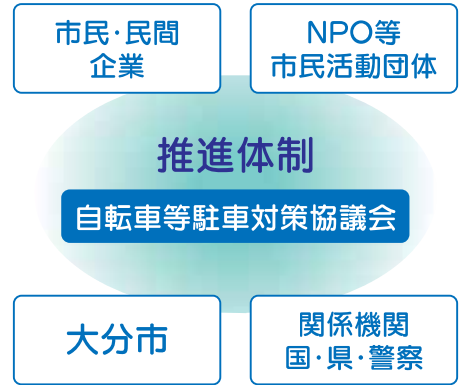 市民・民間
企業
NPO等
市民活動団体
推進体制
自転車等駐車対策協議会
大分市
関係機関
国・県・警察